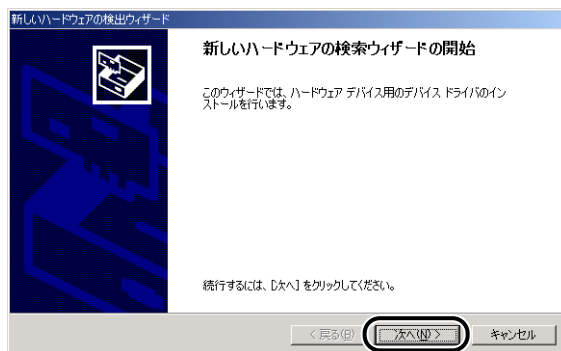 新しいハードウェアの検出ウィザード
新しいハードウェアの検索ウィザードの開始
このウィザードでは、ハードウェア デバイス用のデバイス ドライバのイン
ストールを行います。
続行するには、[次へ] をクリックしてください。
< 戻る(B)
次へ(N) >
キャンセル